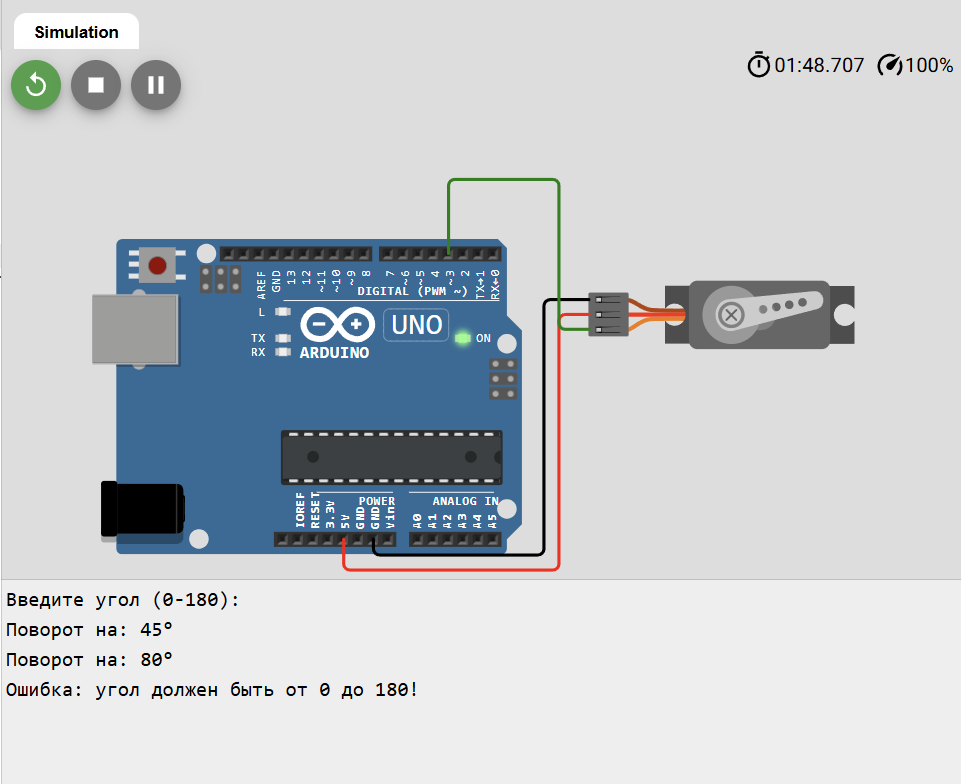 Simulation
01:48.707
100%
AREF
GND
13
12
~11
~10
~9
8
7
~6
~5
4
~3
2
TX→1
RX←0
DIGITAL (PWM ~)
L
TX
RX
UNO
ON
ARDUINO
IOREF
RESET
3.3V
5V
GND
GND
Vin
POWER
ANALOG IN
A0
A1
A2
A3
A4
A5
Введите угол (0-180):
Поворот на: 45°
Поворот на: 80°
Ошибка: угол должен быть от 0 до 180!